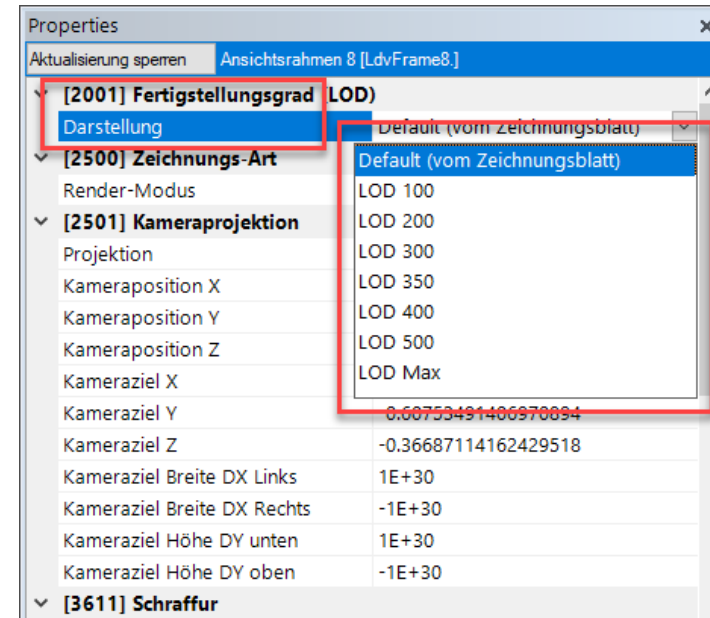 Properties
Aktualisierung sperren Ansichtsrahmen 8 [LdvFrame8.]
[2001] Fertigstellungsgrad (LOD)
Darstellung Default (vom Zeichnungsblatt)
[2500] Zeichnungs-Art Default (vom Zeichnungsblatt)
Render-Modus LOD 100
[2501] Kameraprojektion LOD 200
Projektion LOD 300
Kameraposition X LOD 350
Kameraposition Y LOD 400
Kameraposition Z LOD 500
Kameraziel X LOD Max
Kameraziel Y
Kameraziel Z -0.36687114162429518
Kameraziel Breite DX Links 1E+30
Kameraziel Breite DX Rechts -1E+30
Kameraziel Höhe DY unten 1E+30
Kameraziel Höhe DY oben -1E+30
[3611] Schraffur